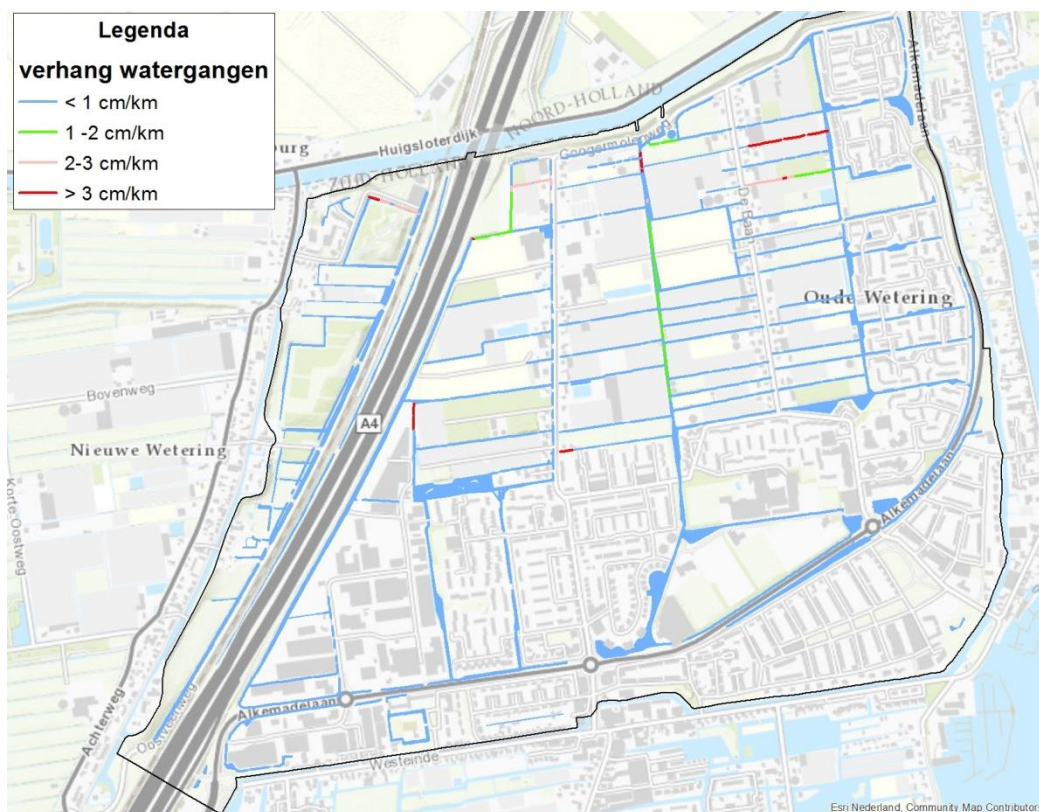 Legenda
verhang watergangen
< 1 cm/km
1 -2 cm/km
2-3 cm/km
> 3 cm/km
Huigsloterdijk
NOORD-HOLLAND
ZUID-HOLLAND
Googermolenweg
Alkemadelaan
De Baan
Oude Wetering
Bovenweg
A4
Nieuwe Wetering
Korte Oostweg
Alkemadelaan
Achterweg
Oostveenweg
Alkemadelaan
Westeinde
Esri Nederland, Community Map Contributors